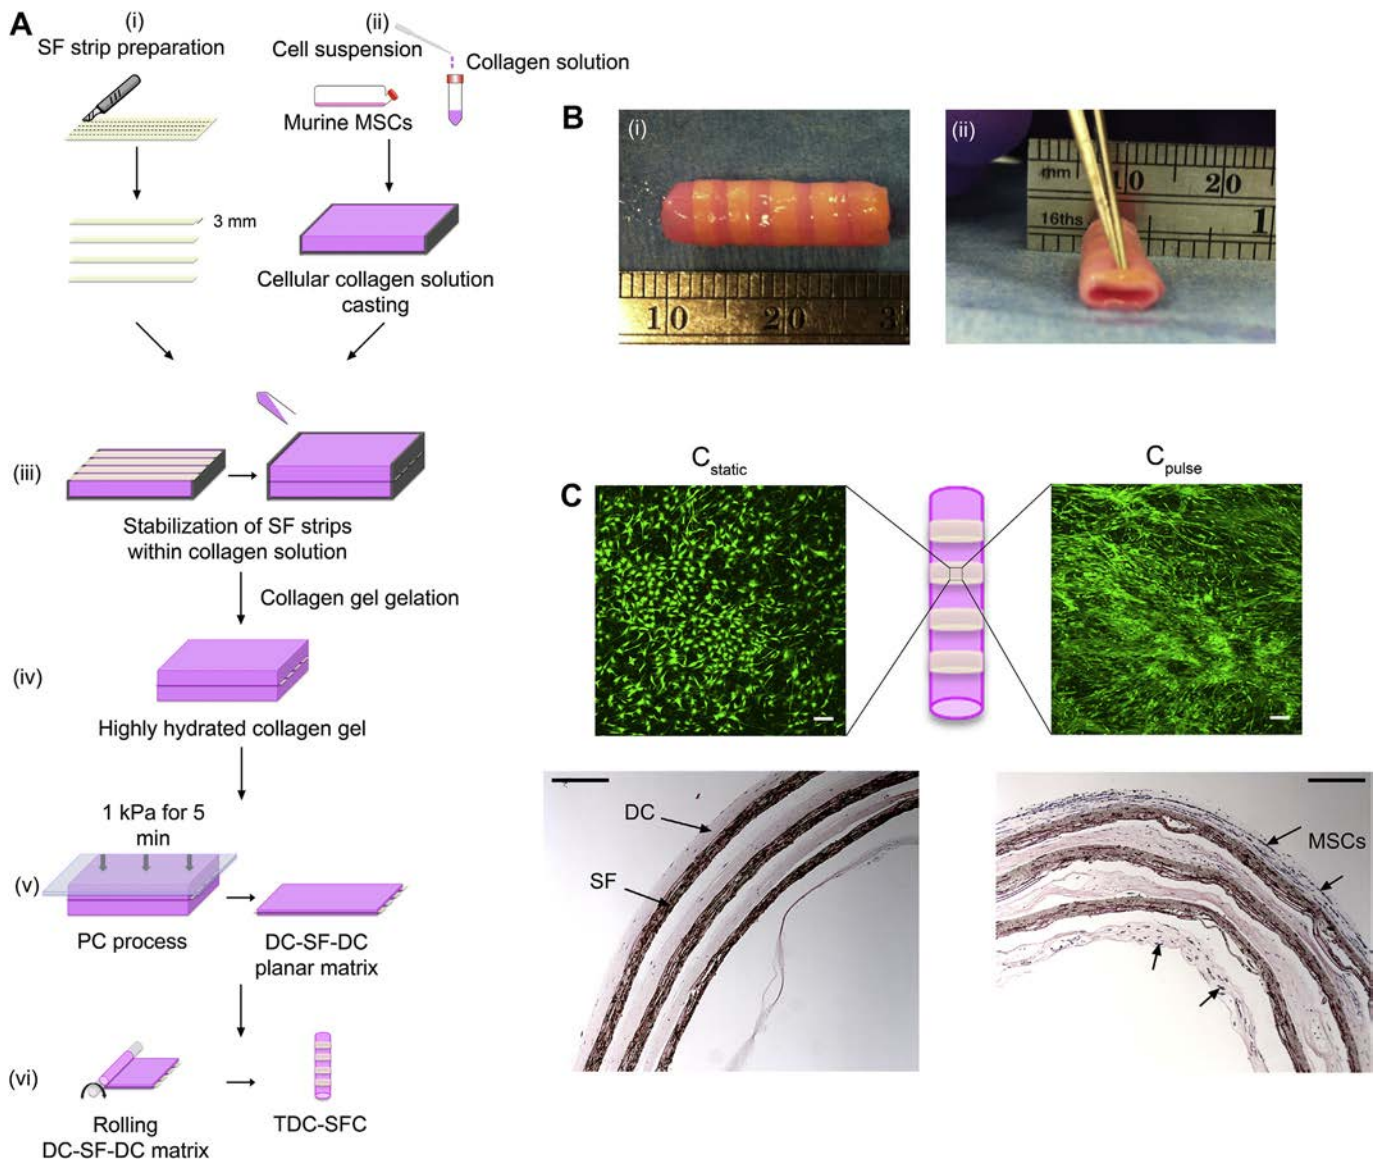 A
(i)
SF strip preparation
3 mm
(ii)
Cell suspension
Collagen solution
Murine MSCs
Cellular collagen solution
casting
(iii)
Stabilization of SF strips
within collagen solution
Collagen gel gelation
(iv)
Highly hydrated collagen gel
1 kPa for 5
min
(v)
PC process
DC-SF-DC
planar matrix
(vi)
Rolling
DC-SF-DC matrix
TDC-SFC
B
(i)
10 20
(ii)
mm 10 20
16ths 1
C
Cstatic
Cpulse
DC
SF
MSCs